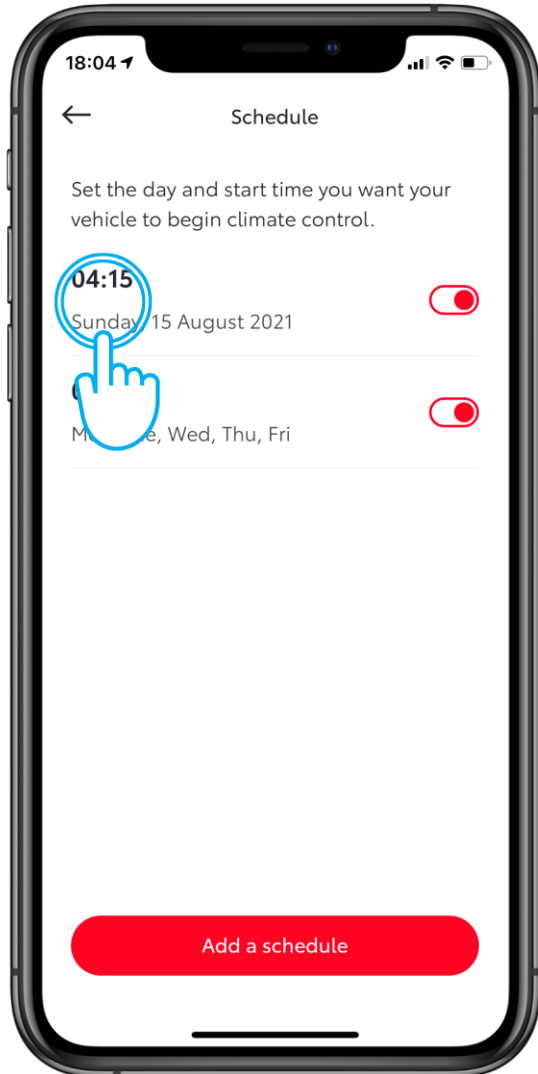 18:04
Schedule
Set the day and start time you want your
vehicle to begin climate control.
04:15
Sunday, 15 August 2021
Wed, Thu, Fri
Add a schedule